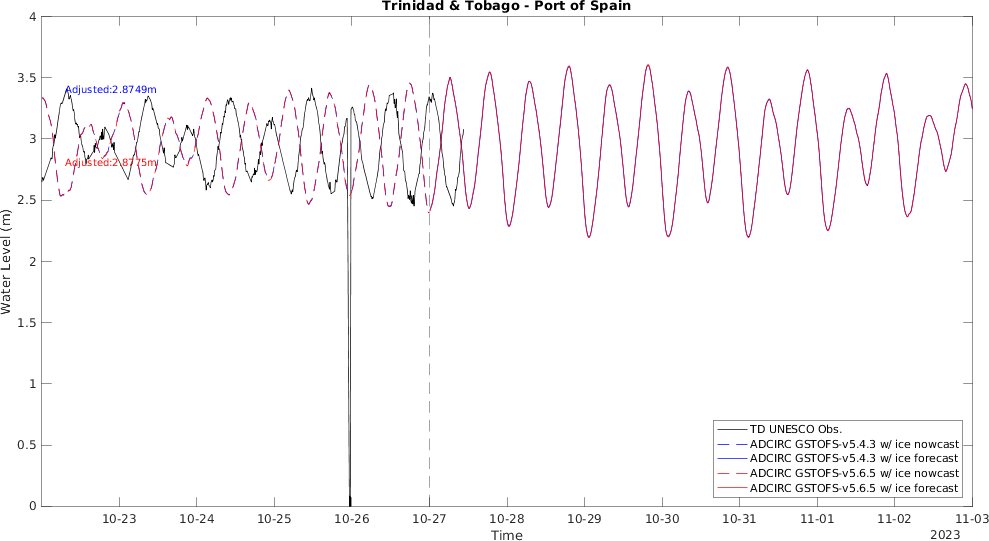 Trinidad & Tobago - Port of Spain
4
3.5
3
2.5
2
1.5
1
0.5
0
Water Level (m)
Adjusted:2.8749m
Adjusted:2.8775m
TD UNESCO Obs.
ADCIRC GSTOFS-v5.4.3 w/ ice nowcast
ADCIRC GSTOFS-v5.4.3 w/ ice forecast
ADCIRC GSTOFS-v5.6.5 w/ ice nowcast
ADCIRC GSTOFS-v5.6.5 w/ ice forecast
10-23 10-24 10-25 10-26 10-27 10-28 10-29 10-30 10-31 11-01 11-02 11-03
Time
2023